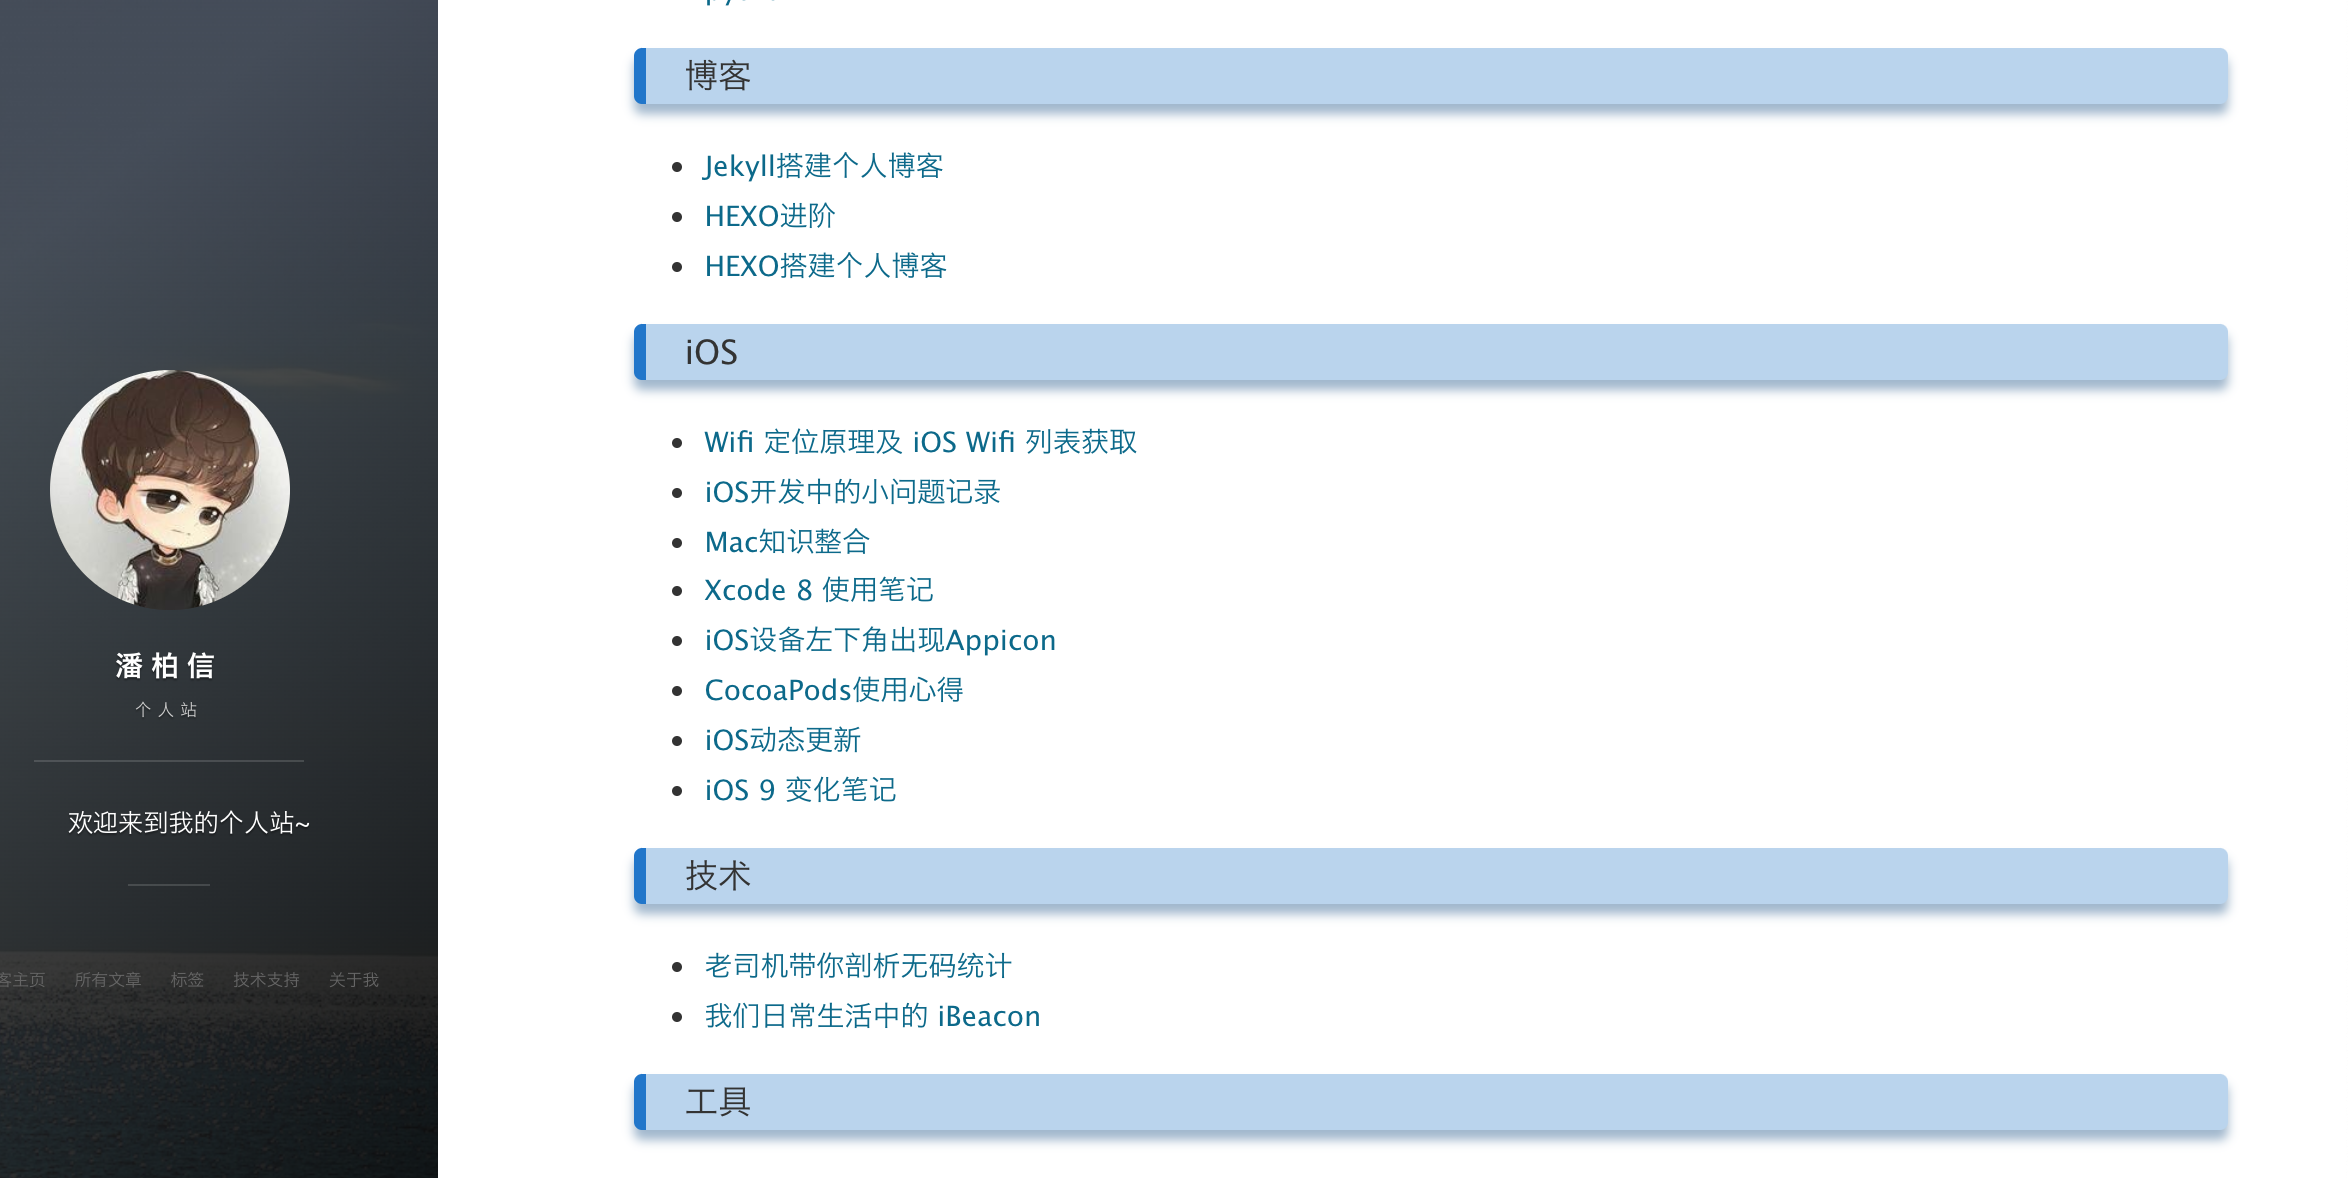 博客
Jekyll搭建个人博客
HEXO进阶
HEXO搭建个人博客
iOS
Wifi 定位原理及 iOS Wifi 列表获取
iOS开发中的小问题记录
Mac知识整合
Xcode 8 使用笔记
iOS设备左下角出现Appicon
CocoaPods使用心得
iOS动态更新
iOS 9 变化笔记
技术
老司机带你剖析无码统计
我们日常生活中的 iBeacon
工具
潘柏信
个人站
欢迎来到我的个人站~
客主页 所有文章 标签 技术支持 关于我